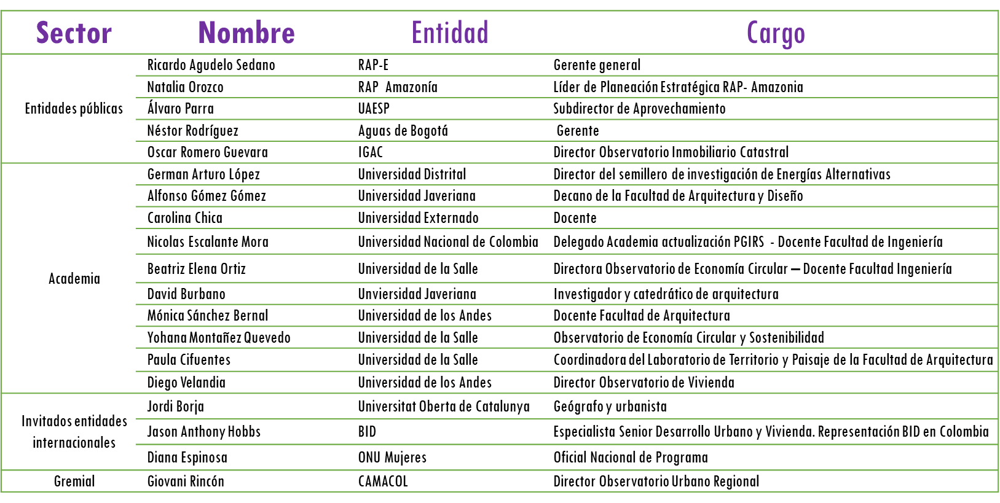 Sector Nombre Entidad Cargo
Entidades públicas
Ricardo Agudelo Sedano RAP-E Gerente general
Natalia Orozco RAP Amazonía Líder de Planeación Estratégica RAP- Amazonia
Álvaro Parra UAESP Subdirector de Aprovechamiento
Néstor Rodríguez Aguas de Bogotá Gerente
Oscar Romero Guevara IGAC Director Observatorio Inmobiliario Catastral
Academia
German Arturo López Universidad Distrital Director del semillero de investigación de Energías Alternativas
Alfonso Gómez Gómez Universidad Javeriana Decano de la Facultad de Arquitectura y Diseño
Carolina Chica Universidad Externado Docente
Nicolas Escalante Mora Universidad Nacional de Colombia Delegado Academia actualización PGIRS - Docente Facultad de Ingeniería
Beatriz Elena Ortiz Universidad de la Salle Directora Observatorio de Economía Circular – Docente Facultad Ingeniería
David Burbano Unviersidad Javeriana Investigador y catedrático de arquitectura
Mónica Sánchez Bernal Universidad de los Andes Docente Facultad de Arquitectura
Yohana Montañez Quevedo Universidad de la Salle Observatorio de Economía Circular y Sostenibilidad
Paula Cifuentes Universidad de la Salle Coordinadora del Laboratorio de Territorio y Paisaje de la Facultad de Arquitectura
Diego Velandia Universidad de los Andes Director Observatorio de Vivienda
Invitados entidades
internacionales
Jordi Borja Universitat Oberta de Catalunya Geógrafo y urbanista
Jason Anthony Hobbs BID Especialista Senior Desarrollo Urbano y Vivienda. Representación BID en Colombia
Diana Espinosa ONU Mujeres Oficial Nacional de Programa
Gremial Giovani Rincón CAMACOL Director Observatorio Urbano Regional